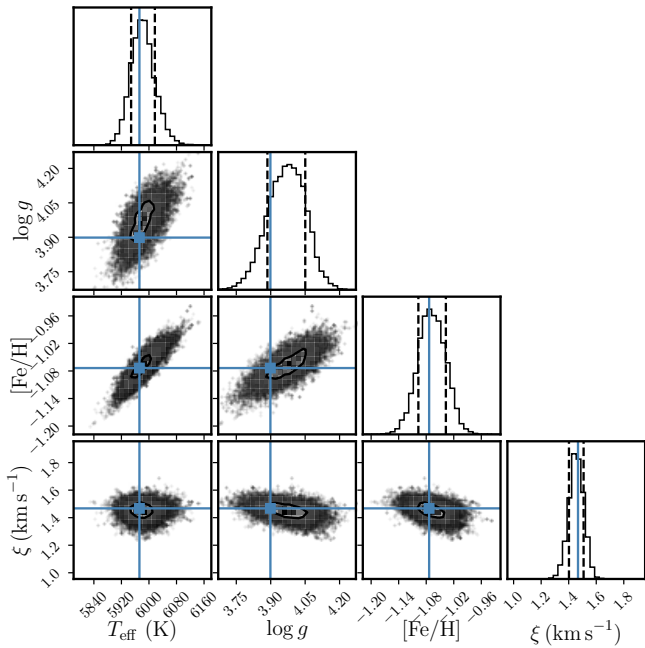 4.20
4.05
3.90
3.75
log g
−0.96
−1.02
−1.08
−1.14
−1.20
[Fe/H]
1.8
1.6
1.4
1.2
1.0
ξ (km s⁻¹)
5840 5920 6000 6080 6160
T_eff (K)
3.75 3.90 4.05 4.20
log g
−1.20 −1.14 −1.08 −1.02 −0.96
[Fe/H]
1.0 1.2 1.4 1.6 1.8
ξ (km s⁻¹)